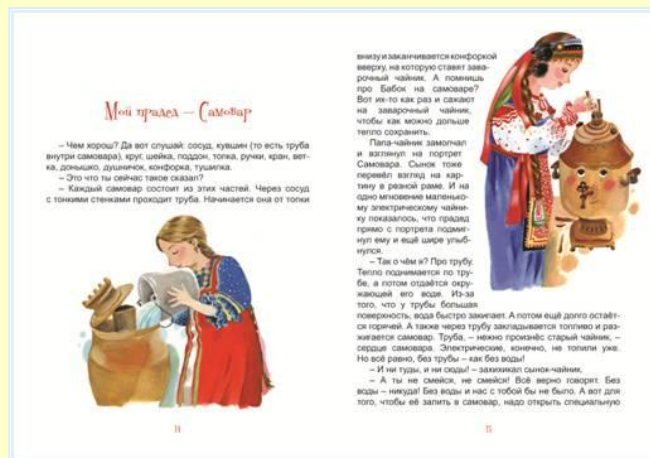 Мой прадед — Самовар
– Чем хорош? Да вот слушай: сосуд, кувшин (то есть труба
внутри самовара), круг, шейка, поддон, топка, ручки, кран, вет-
ка, донышко, душничок, конфорка, тушилка.
– Это что ты сейчас такое сказал?
– Каждый самовар состоит из этих частей. Через сосуд
с тонкими стенками проходит труба. Начинается она от топки
14
внизу и заканчивается конфоркой
вверху, на которую ставят зава-
рочный чайник. А помнишь
про Бабок на самоваре?
Вот их-то как раз и сажают
на заварочный чайник,
чтобы как можно дольше
тепло сохранить.
Папа-чайник замолчал
и взглянул на портрет
Самовара. Сынок тоже
перевёл взгляд на кар-
тину в резной раме. И на
одно мгновение маленько-
му электрическому чайни-
ку показалось, что прадед
прямо с портрета подмиг-
нул ему и ещё шире улыб-
нулся.
– Так о чём я? Про трубу.
Тепло поднимается по тру-
бе, а потом отдаётся окру-
жающей его воде. Из-за
того, что у трубы большая
поверхность, вода быстро закипает. А потом ещё долго остаёт-
ся горячей. А также через трубу закладывается топливо и раз-
жигается самовар. Труба, – нежно произнёс старый чайник, –
сердце самовара. Электрические, конечно, не топили уже.
Но всё равно, без трубы – как без воды!
– И ни туды, и ни сюды! – захихикал сынок-чайник.
– А ты не смейся, не смейся! Всё верно говорят. Без
воды – никуда! Без воды и нас с тобой бы не было. А вот для
того, чтобы её залить в самовар, надо открыть специальную
15